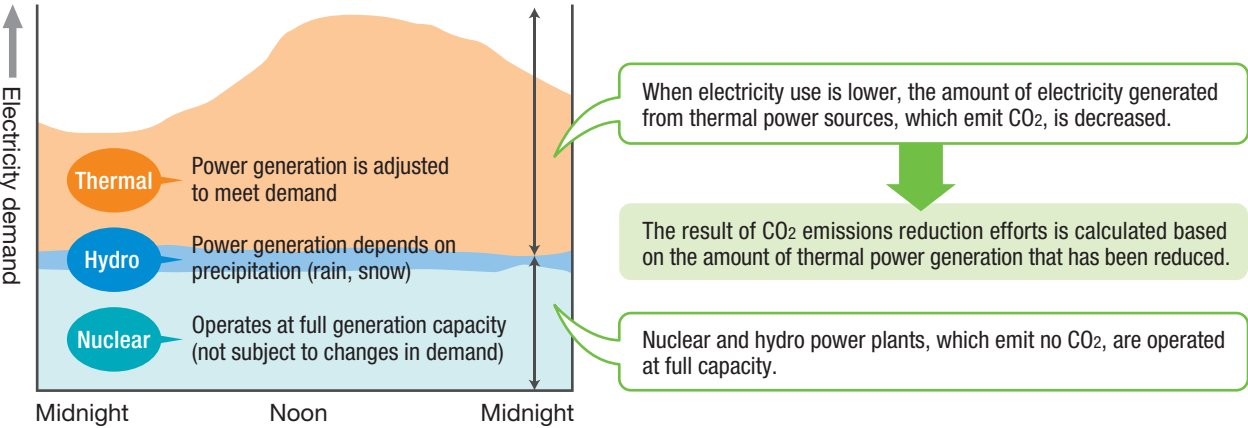 Electricity demand
Thermal
Power generation is adjusted
to meet demand
Hydro
Power generation depends on
precipitation (rain, snow)
Nuclear
Operates at full generation capacity
(not subject to changes in demand)
Midnight
Noon
Midnight
When electricity use is lower, the amount of electricity generated
from thermal power sources, which emit CO₂, is decreased.
The result of CO₂ emissions reduction efforts is calculated based
on the amount of thermal power generation that has been reduced.
Nuclear and hydro power plants, which emit no CO₂, are operated
at full capacity.